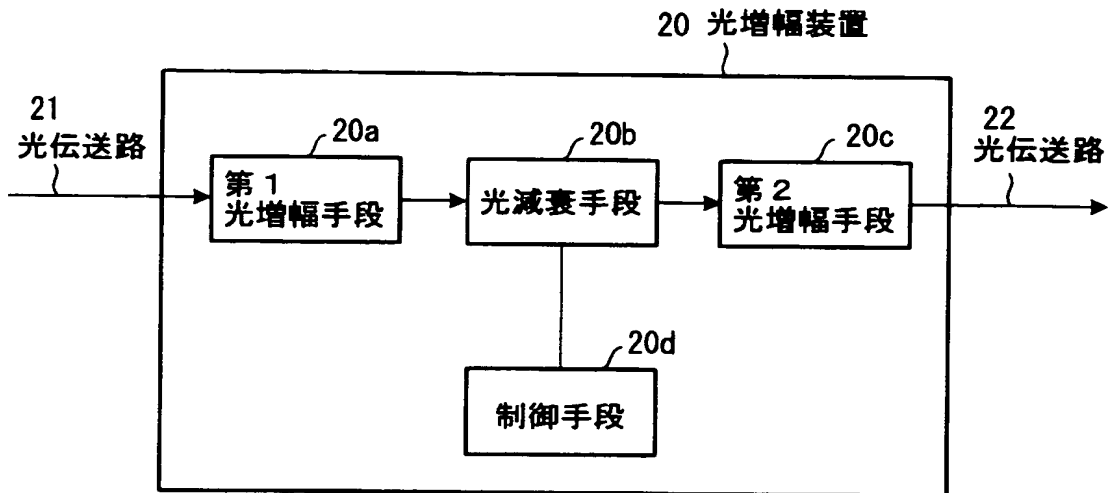 20 光増幅装置
21
光伝送路
20a
20b
20c
22
光伝送路
第1
光増幅手段
光減衰手段
第2
光増幅手段
20d
制御手段